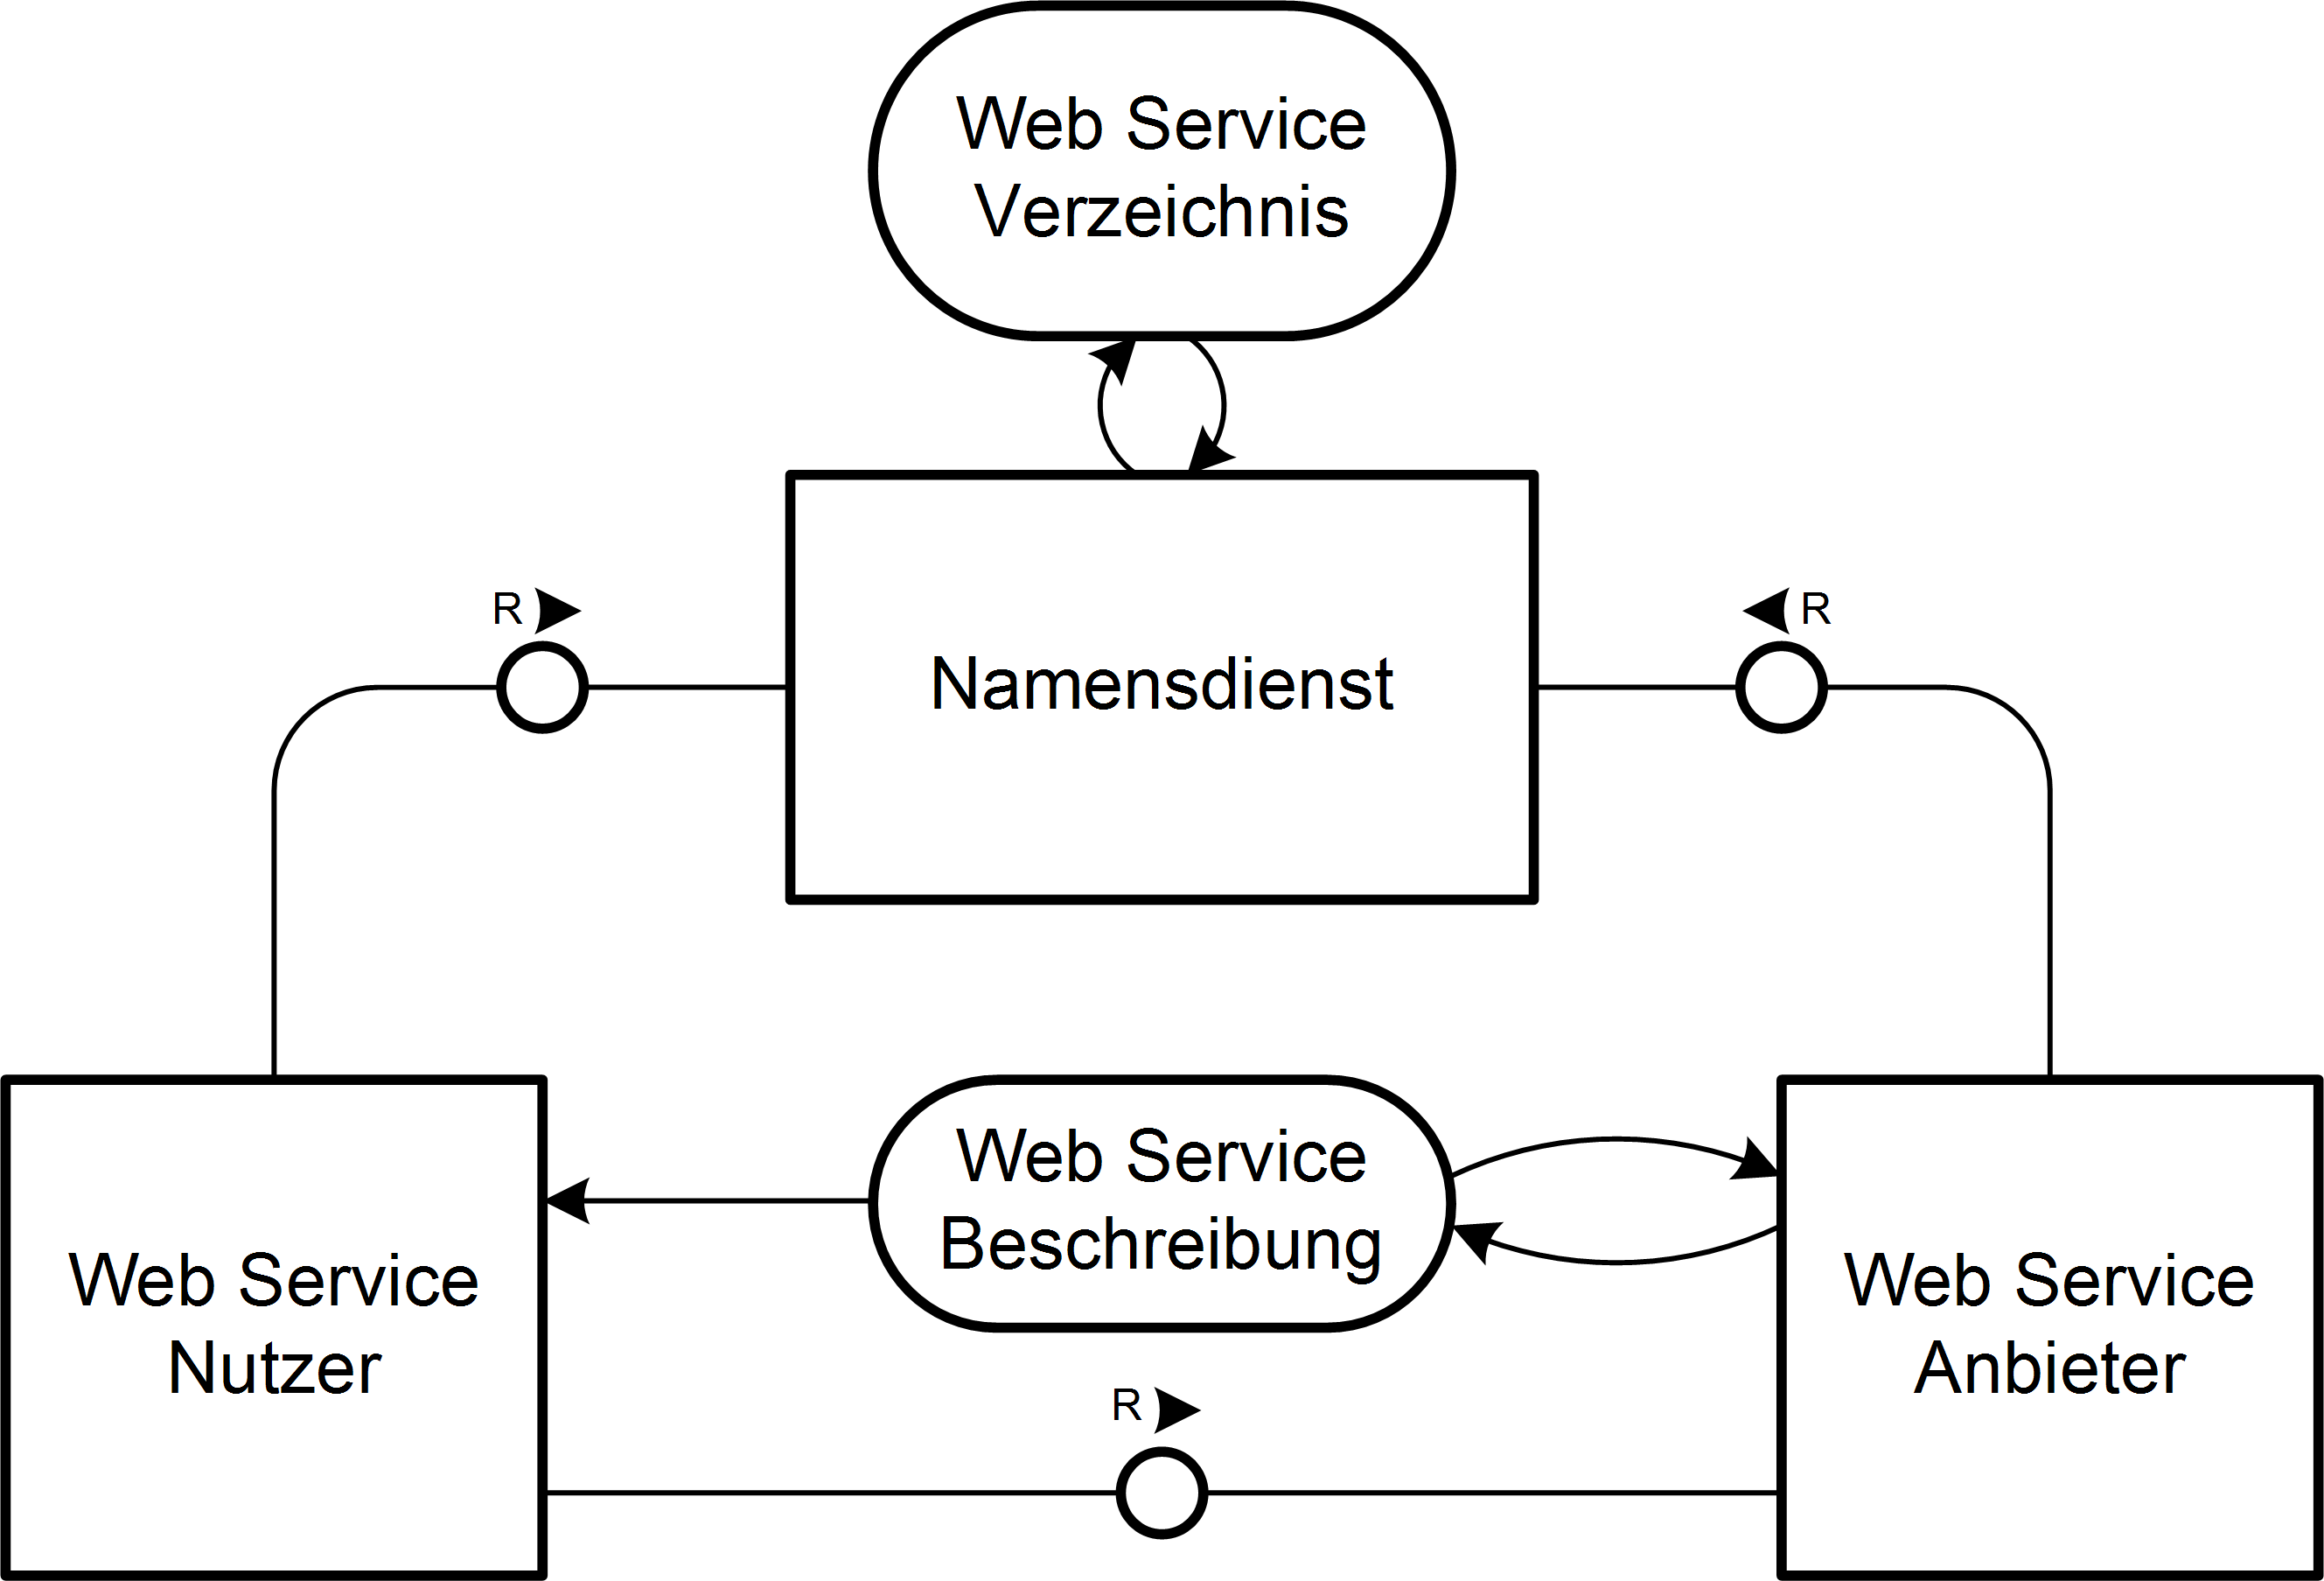 Web Service
Verzeichnis
R
R
Namensdienst
Web Service
Beschreibung
Web Service
Nutzer
Web Service
Anbieter
R